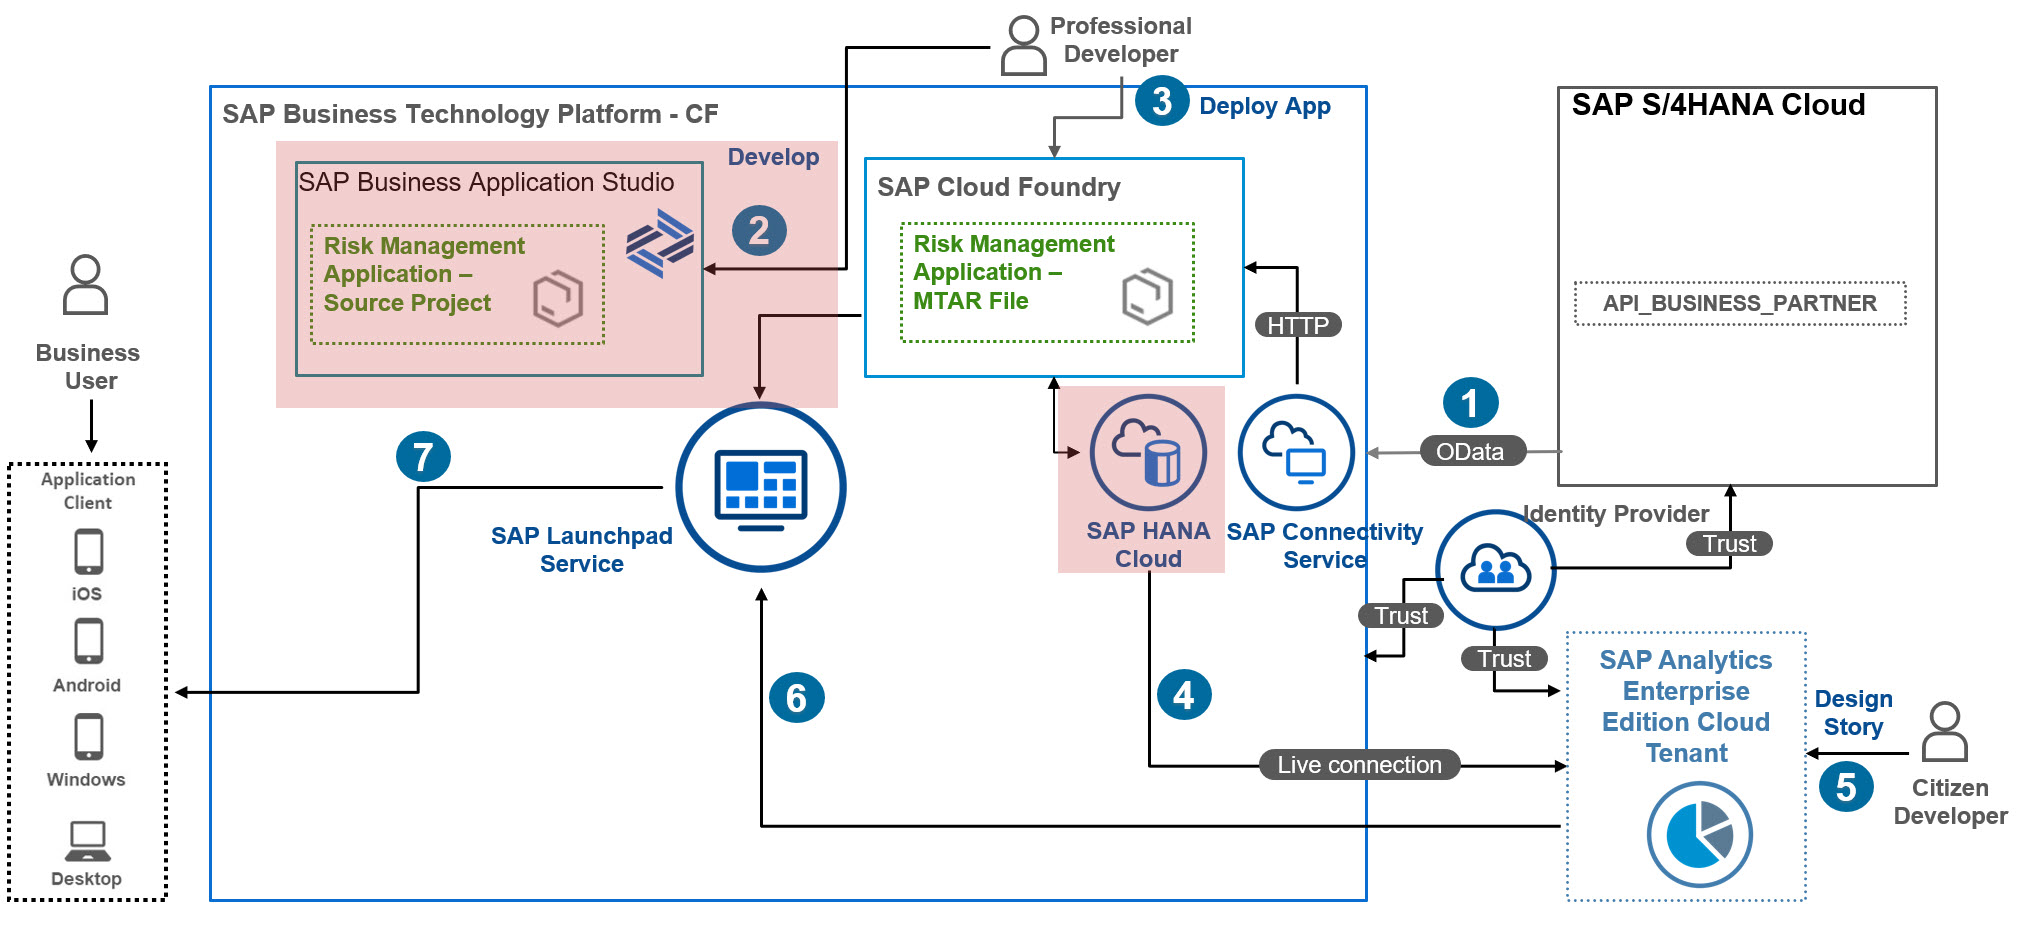 Professional
Developer
3
Deploy App
SAP Business Technology Platform - CF
Develop
SAP Business Application Studio
2
Risk Management
Application –
Source Project
SAP Cloud Foundry
Risk Management
Application –
MTAR File
HTTP
SAP S/4HANA Cloud
API_BUSINESS_PARTNER
1
OData
Business
User
Application
Client
iOS
Android
Windows
Desktop
7
SAP Launchpad
Service
SAP HANA
Cloud
SAP Connectivity
Service
Identity Provider
Trust
Trust
Trust
6
4
Live connection
SAP Analytics
Enterprise
Edition Cloud
Tenant
Design
Story
5
Citizen
Developer